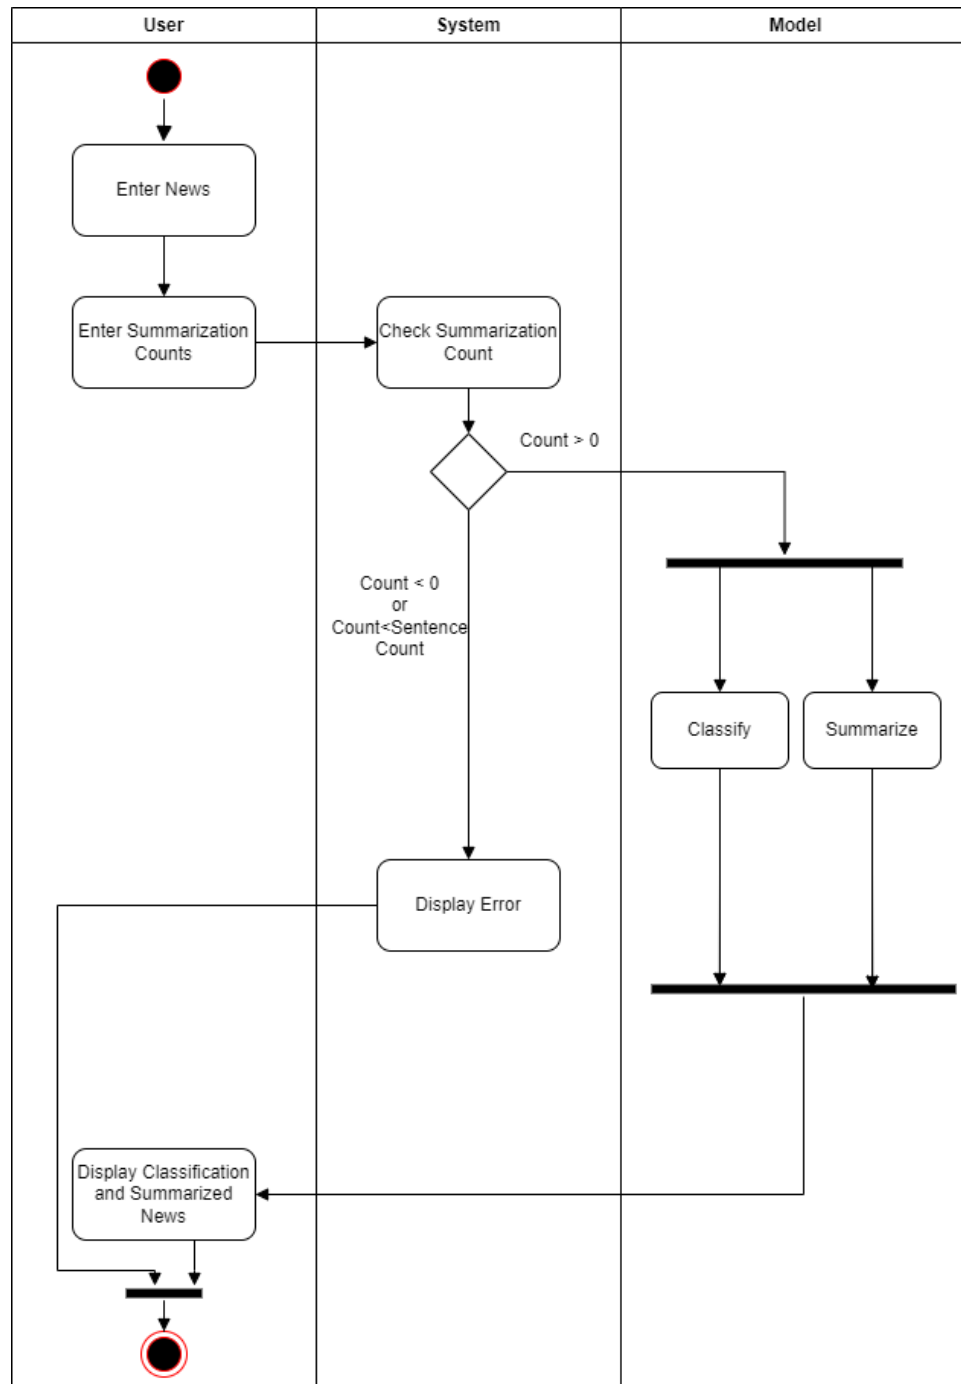 User
System
Model
Enter News
Enter Summarization
Counts
Check Summarization
Count
Count > 0
Count < 0
or
Count<Sentence
Count
Classify
Summarize
Display Error
Display Classification
and Summarized
News